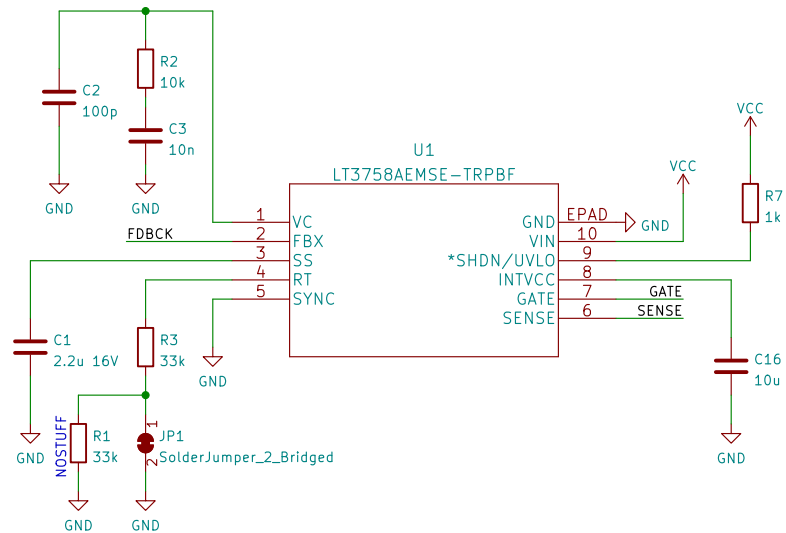 C2
100p
GND
R2
10k
C3
10n
GND
U1
LT3758AEMSE-TRPBF
VCC
VCC
R7
1k
1 VC
FDBCK 2 FBX
3 SS
4 RT
5 SYNC
GND EPAD GND
VIN 10
*SHDN/UVLO 9
INTVCC 8
GATE 7 GATE
SENSE 6 SENSE
C1
2.2u 16V
GND
R3
33k
GND
C16
10u
GND
NOSTUFF
R1
33k
GND
1
JP1
2
SolderJumper_2_Bridged
GND